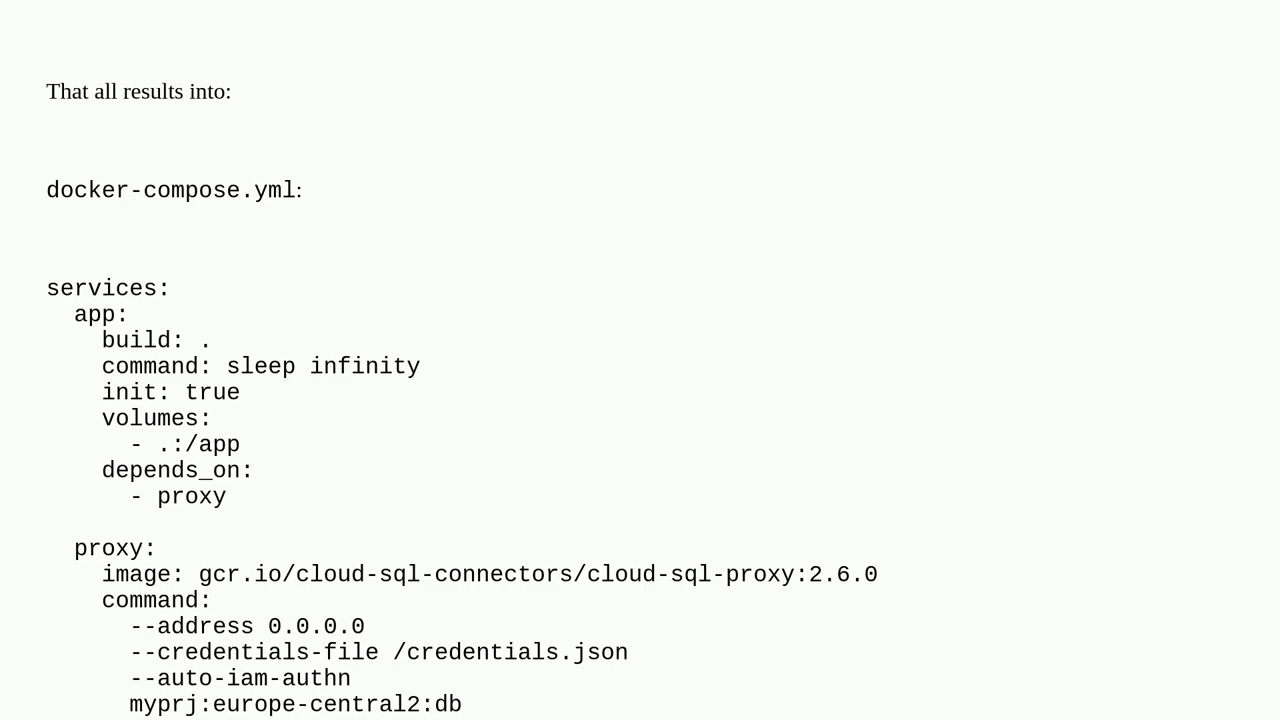 That all results into:
docker-compose.yml:
services:
  app:
    build: .
    command: sleep infinity
    init: true
    volumes:
      - .:/app
    depends_on:
      - proxy
  proxy:
    image: gcr.io/cloud-sql-connectors/cloud-sql-proxy:2.6.0
    command:
      --address 0.0.0.0
      --credentials-file /credentials.json
      --auto-iam-authn
      myprj:europe-central2:db